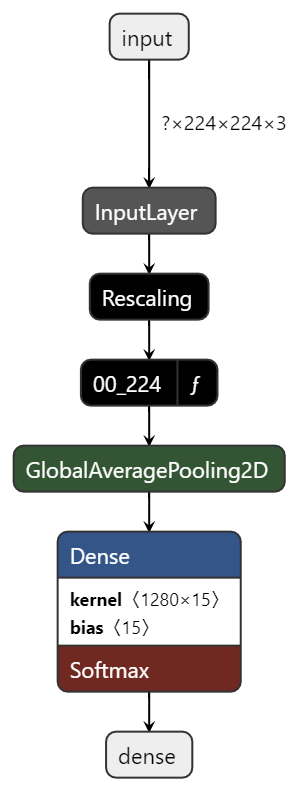 input
?×224×224×3
InputLayer
Rescaling
00_224 ƒ
GlobalAveragePooling2D
Dense
kernel〈1280×15〉
bias〈15〉
Softmax
dense